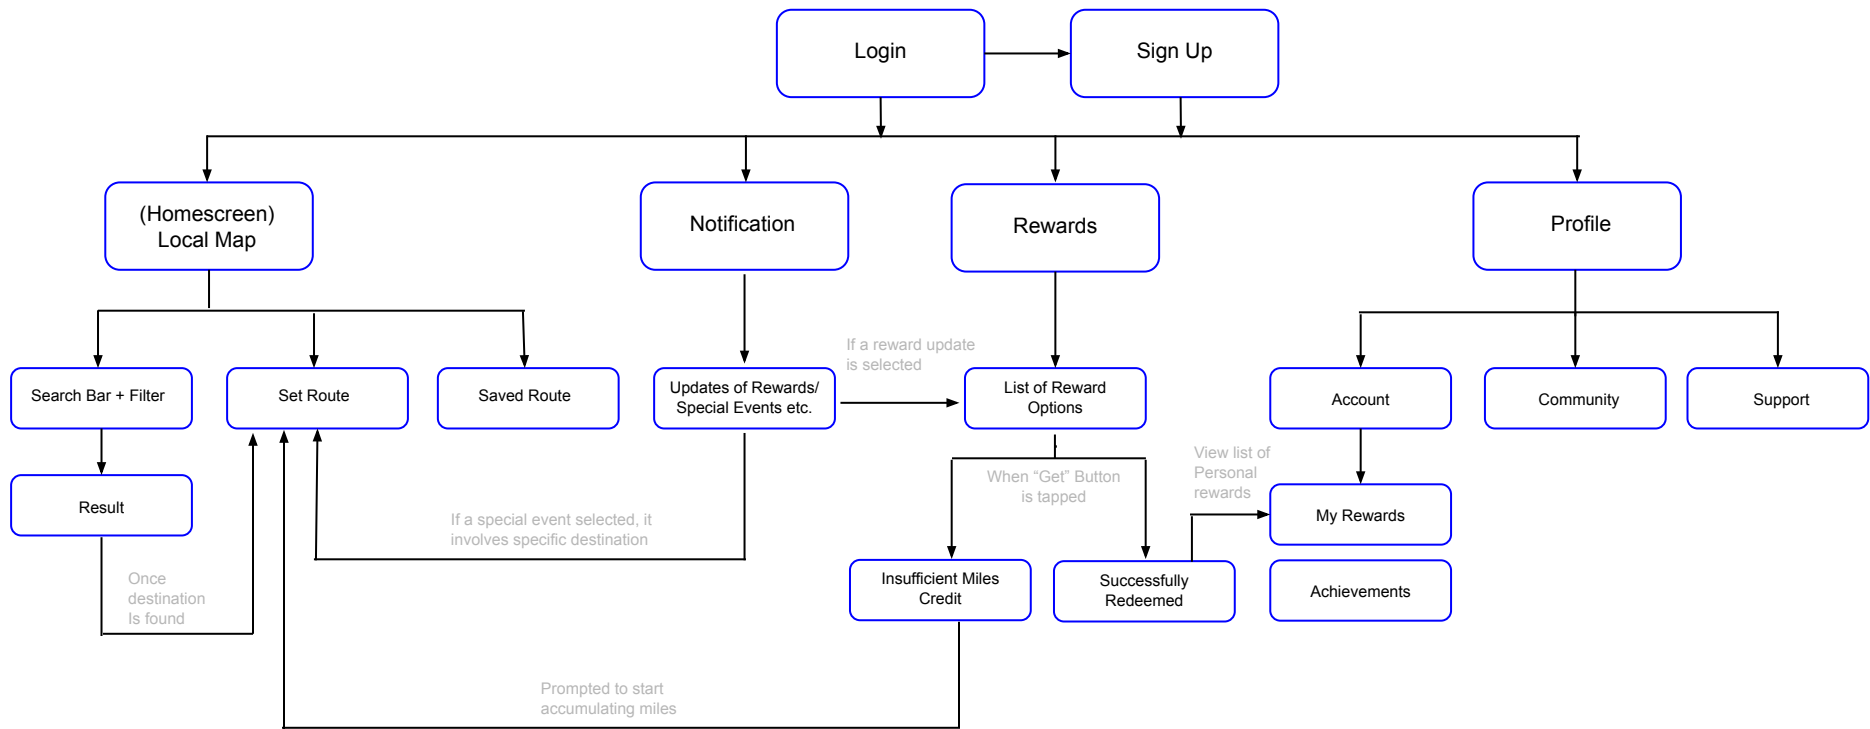 Login
Sign Up
(Homescreen)
Local Map
Notification
Rewards
Profile
If a reward update
is selected
Search Bar + Filter
Set Route
Saved Route
Updates of Rewards/
Special Events etc.
List of Reward
Options
Account
Community
Support
Result
If a special event selected, it
involves specific destination
When “Get” Button
is tapped
View list of
Personal
rewards
My Rewards
Once
destination
Is found
Insufficient Miles
Credit
Successfully
Redeemed
Achievements
Prompted to start
accumulating miles